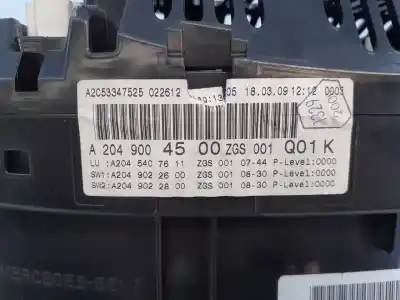 A2C53347525 022612 05 18.03.09 12:12 0003
A 204 900 45 00 ZGS 001 Q01 K
LU :A204 540 76 11 ZGS 001 07-44 P-Level:0000
SW1:A204 902 26 00 ZGS 001 08-30 P-Level:0000
SW2:A204 902 28 00 ZGS 001 08-30 P-Level:0000